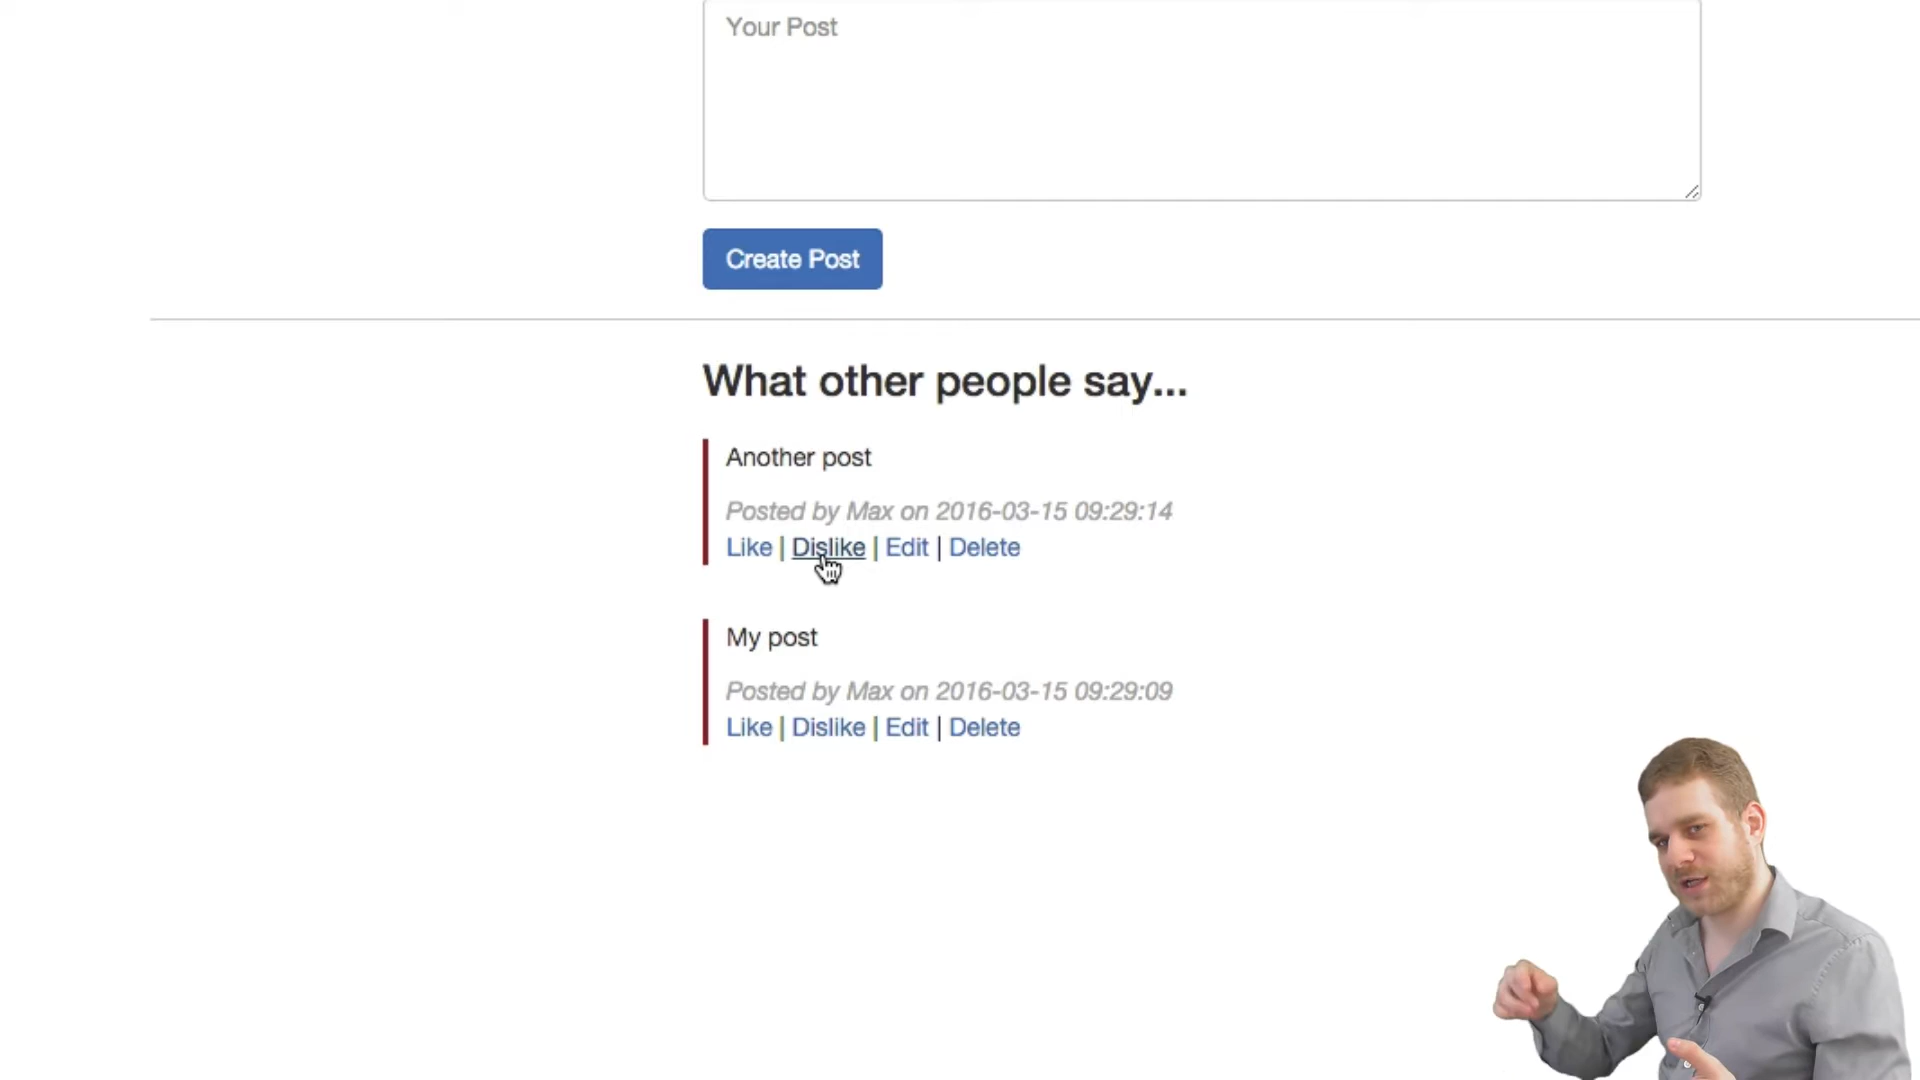 Your Post
Create Post
What other people say...
Another post
Posted by Max on 2016-03-15 09:29:14
Like | Dislike | Edit | Delete
My post
Posted by Max on 2016-03-15 09:29:09
Like | Dislike | Edit | Delete